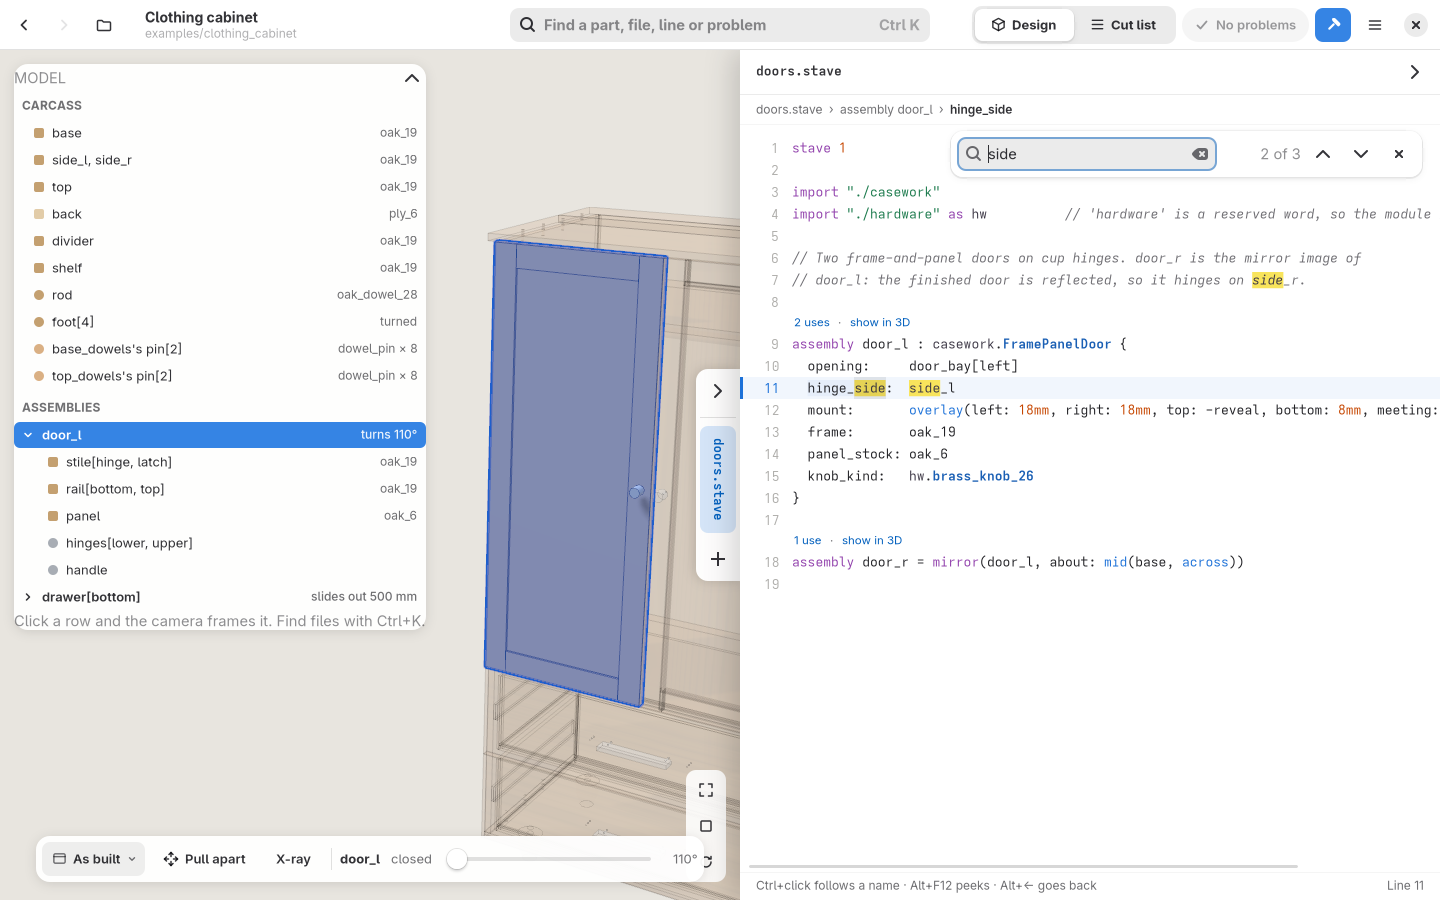 Clothing cabinet
examples/clothing_cabinet
Find a part, file, line or problem
Ctrl K
Design
Cut list
No problems
MODEL
CARCASS
base oak_19
side_l, side_r oak_19
top oak_19
back ply_6
divider oak_19
shelf oak_19
rod oak_dowel_28
foot[4] turned
base_dowels's pin[2] dowel_pin × 8
top_dowels's pin[2] dowel_pin × 8
ASSEMBLIES
door_l turns 110°
stile[hinge, latch] oak_19
rail[bottom, top] oak_19
panel oak_6
hinges[lower, upper]
handle
drawer[bottom] slides out 500 mm
Click a row and the camera frames it. Find files with Ctrl+K.
As built
Pull apart
X-ray
door_l closed
110°
doors.stave
doors.stave
doors.stave › assembly door_l › hinge_side
side
2 of 3
1 stave 1
2
3 import "./casework"
4 import "./hardware" as hw // 'hardware' is a reserved word, so the module
5
6 // Two frame-and-panel doors on cup hinges. door_r is the mirror image of
7 // door_l: the finished door is reflected, so it hinges on side_r.
8
2 uses · show in 3D
9 assembly door_l : casework.FramePanelDoor {
10 opening: door_bay[left]
11 hinge_side: side_l
12 mount: overlay(left: 18mm, right: 18mm, top: -reveal, bottom: 8mm, meeting:
13 frame: oak_19
14 panel_stock: oak_6
15 knob_kind: hw.brass_knob_26
16 }
17
1 use · show in 3D
18 assembly door_r = mirror(door_l, about: mid(base, across))
19
Ctrl+click follows a name · Alt+F12 peeks · Alt+← goes back
Line 11